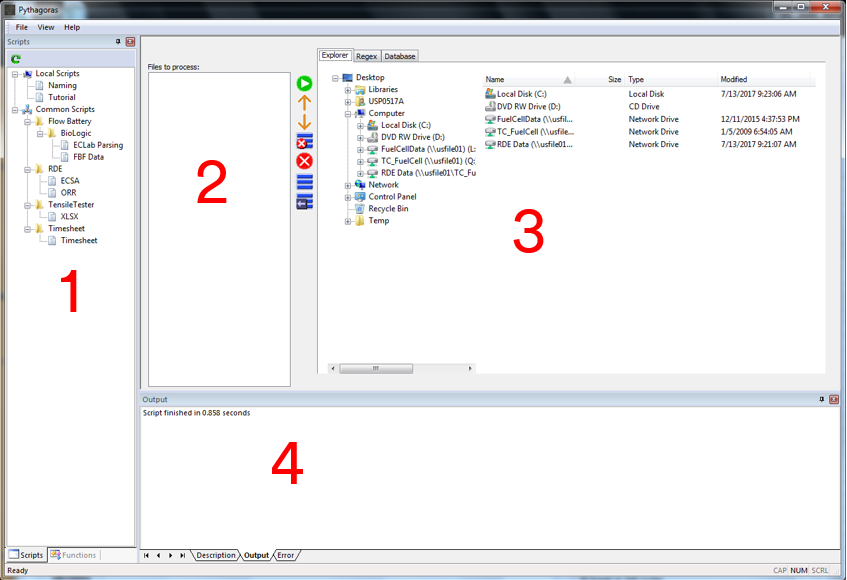 Pythagoras
File View Help
Scripts
Local Scripts
Naming
Tutorial
Common Scripts
Flow Battery
BioLogic
ECLab Parsing
FBF Data
RDE
ECSA
ORR
TensileTester
XLSX
Timesheet
Timesheet
1
Scripts Functions
Files to process:
2
Explorer Regex Database
Desktop
Libraries
USP0517A
Computer
Local Disk (C:)
DVD RW Drive (D:)
FuelCellData (\\usfile01) (L:
TC_FuelCell (\\usfile01) (Q:
RDE Data (\\usfile01\TC_Fu
Network
Control Panel
Recycle Bin
Temp
Name Size Type Modified
Local Disk (C:) Local Disk 7/13/2017 9:23:06 AM
DVD RW Drive (D:) CD Drive
FuelCellData (\\usfil... Network Drive 12/11/2015 4:37:53 PM
TC_FuelCell (\\usfile... Network Drive 1/5/2009 6:54:05 AM
RDE Data (\\usfile01... Network Drive 7/13/2017 9:21:07 AM
3
Output
Script finished in 0.858 seconds
4
Description Output Error
Ready CAP NUM SCRL